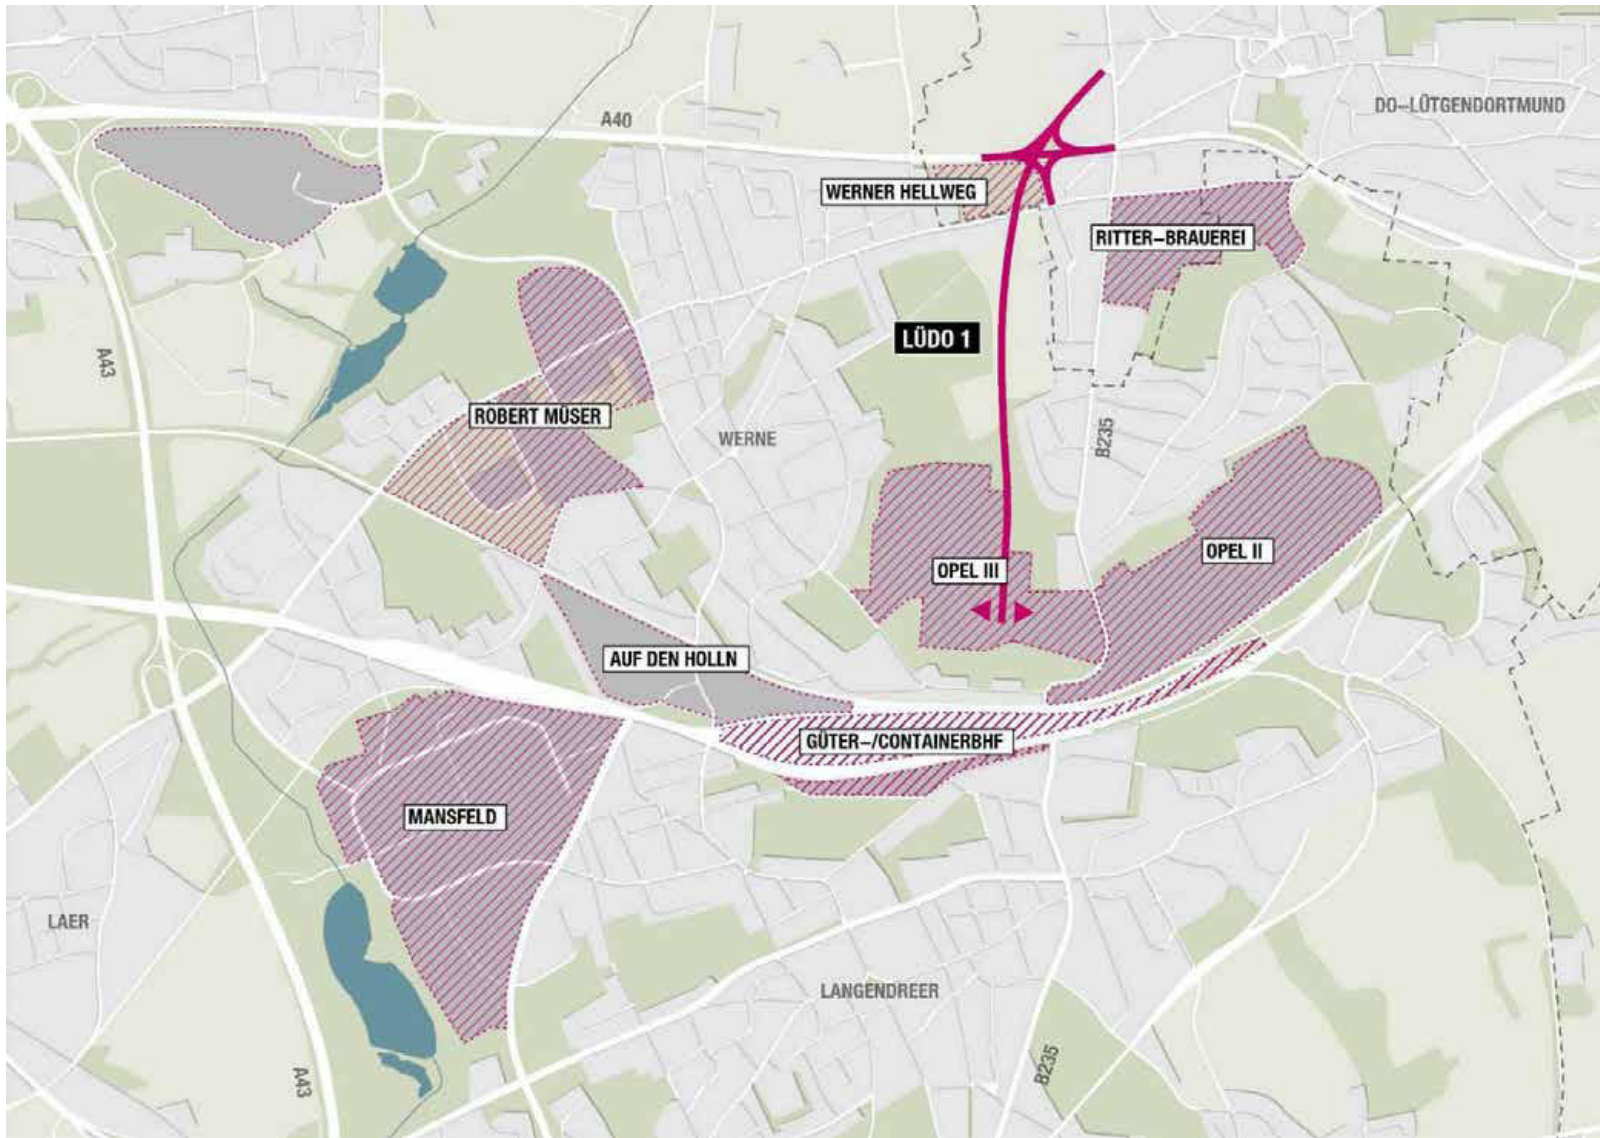 DO–LÜTGENDORTMUND
A40
WERNER HELLWEG
RITTER–BRAUEREI
LÜDO 1
A43
ROBERT MÜSER
WERNE
B235
OPEL II
OPEL III
AUF DEN HOLLN
GÜTER–/CONTAINERBHF
MANSFELD
LAER
LANGENDREER
B235
A43